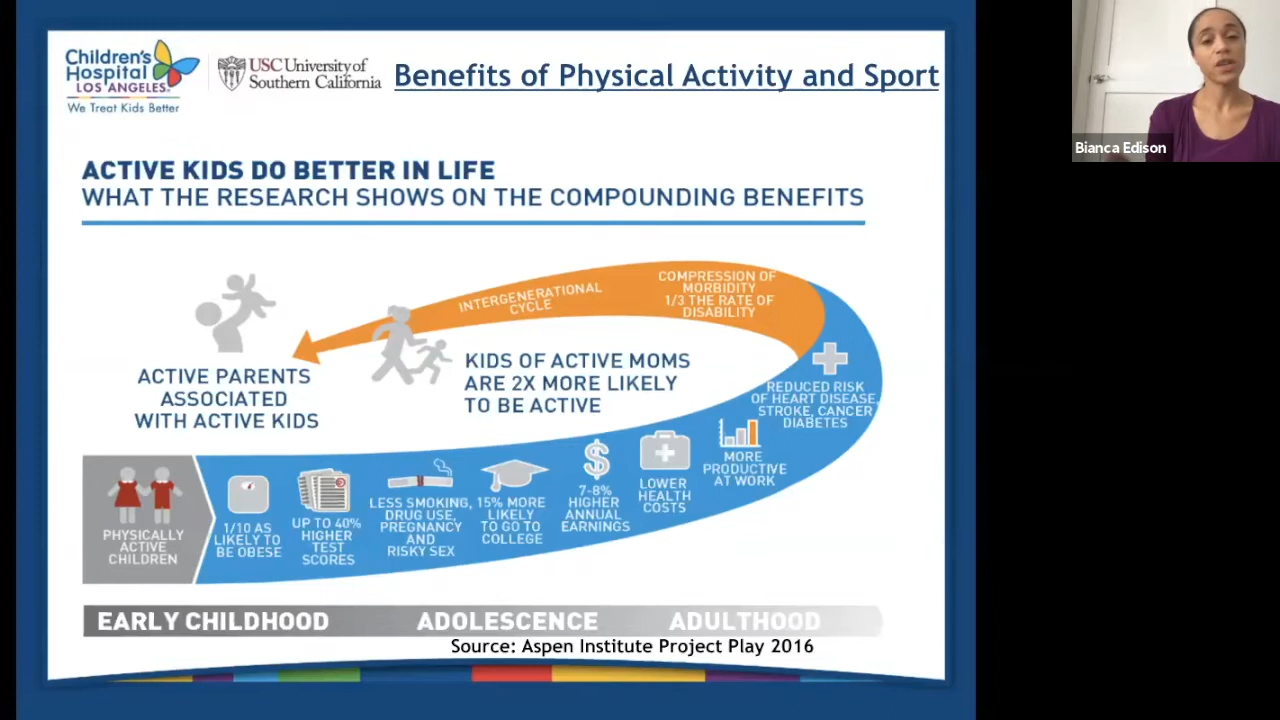 Children's
Hospital
LOS ANGELES®
We Treat Kids Better
USC University of
Southern California
Benefits of Physical Activity and Sport
Bianca Edison
ACTIVE KIDS DO BETTER IN LIFE
WHAT THE RESEARCH SHOWS ON THE COMPOUNDING BENEFITS
INTERGENERATIONAL
CYCLE
COMPRESSION OF
MORBIDITY
1/3 THE RATE OF
DISABILITY
ACTIVE PARENTS
ASSOCIATED
WITH ACTIVE KIDS
KIDS OF ACTIVE MOMS
ARE 2X MORE LIKELY
TO BE ACTIVE
REDUCED RISK
OF HEART DISEASE,
STROKE, CANCER
DIABETES
PHYSICALLY
ACTIVE
CHILDREN
1/10 AS
LIKELY TO
BE OBESE
UP TO 40%
HIGHER
TEST
SCORES
LESS SMOKING,
DRUG USE,
PREGNANCY
AND
RISKY SEX
15% MORE
LIKELY
TO GO TO
COLLEGE
$
7-8%
HIGHER
ANNUAL
EARNINGS
LOWER
HEALTH
COSTS
MORE
PRODUCTIVE
AT WORK
EARLY CHILDHOOD
ADOLESCENCE
ADULTHOOD
Source: Aspen Institute Project Play 2016